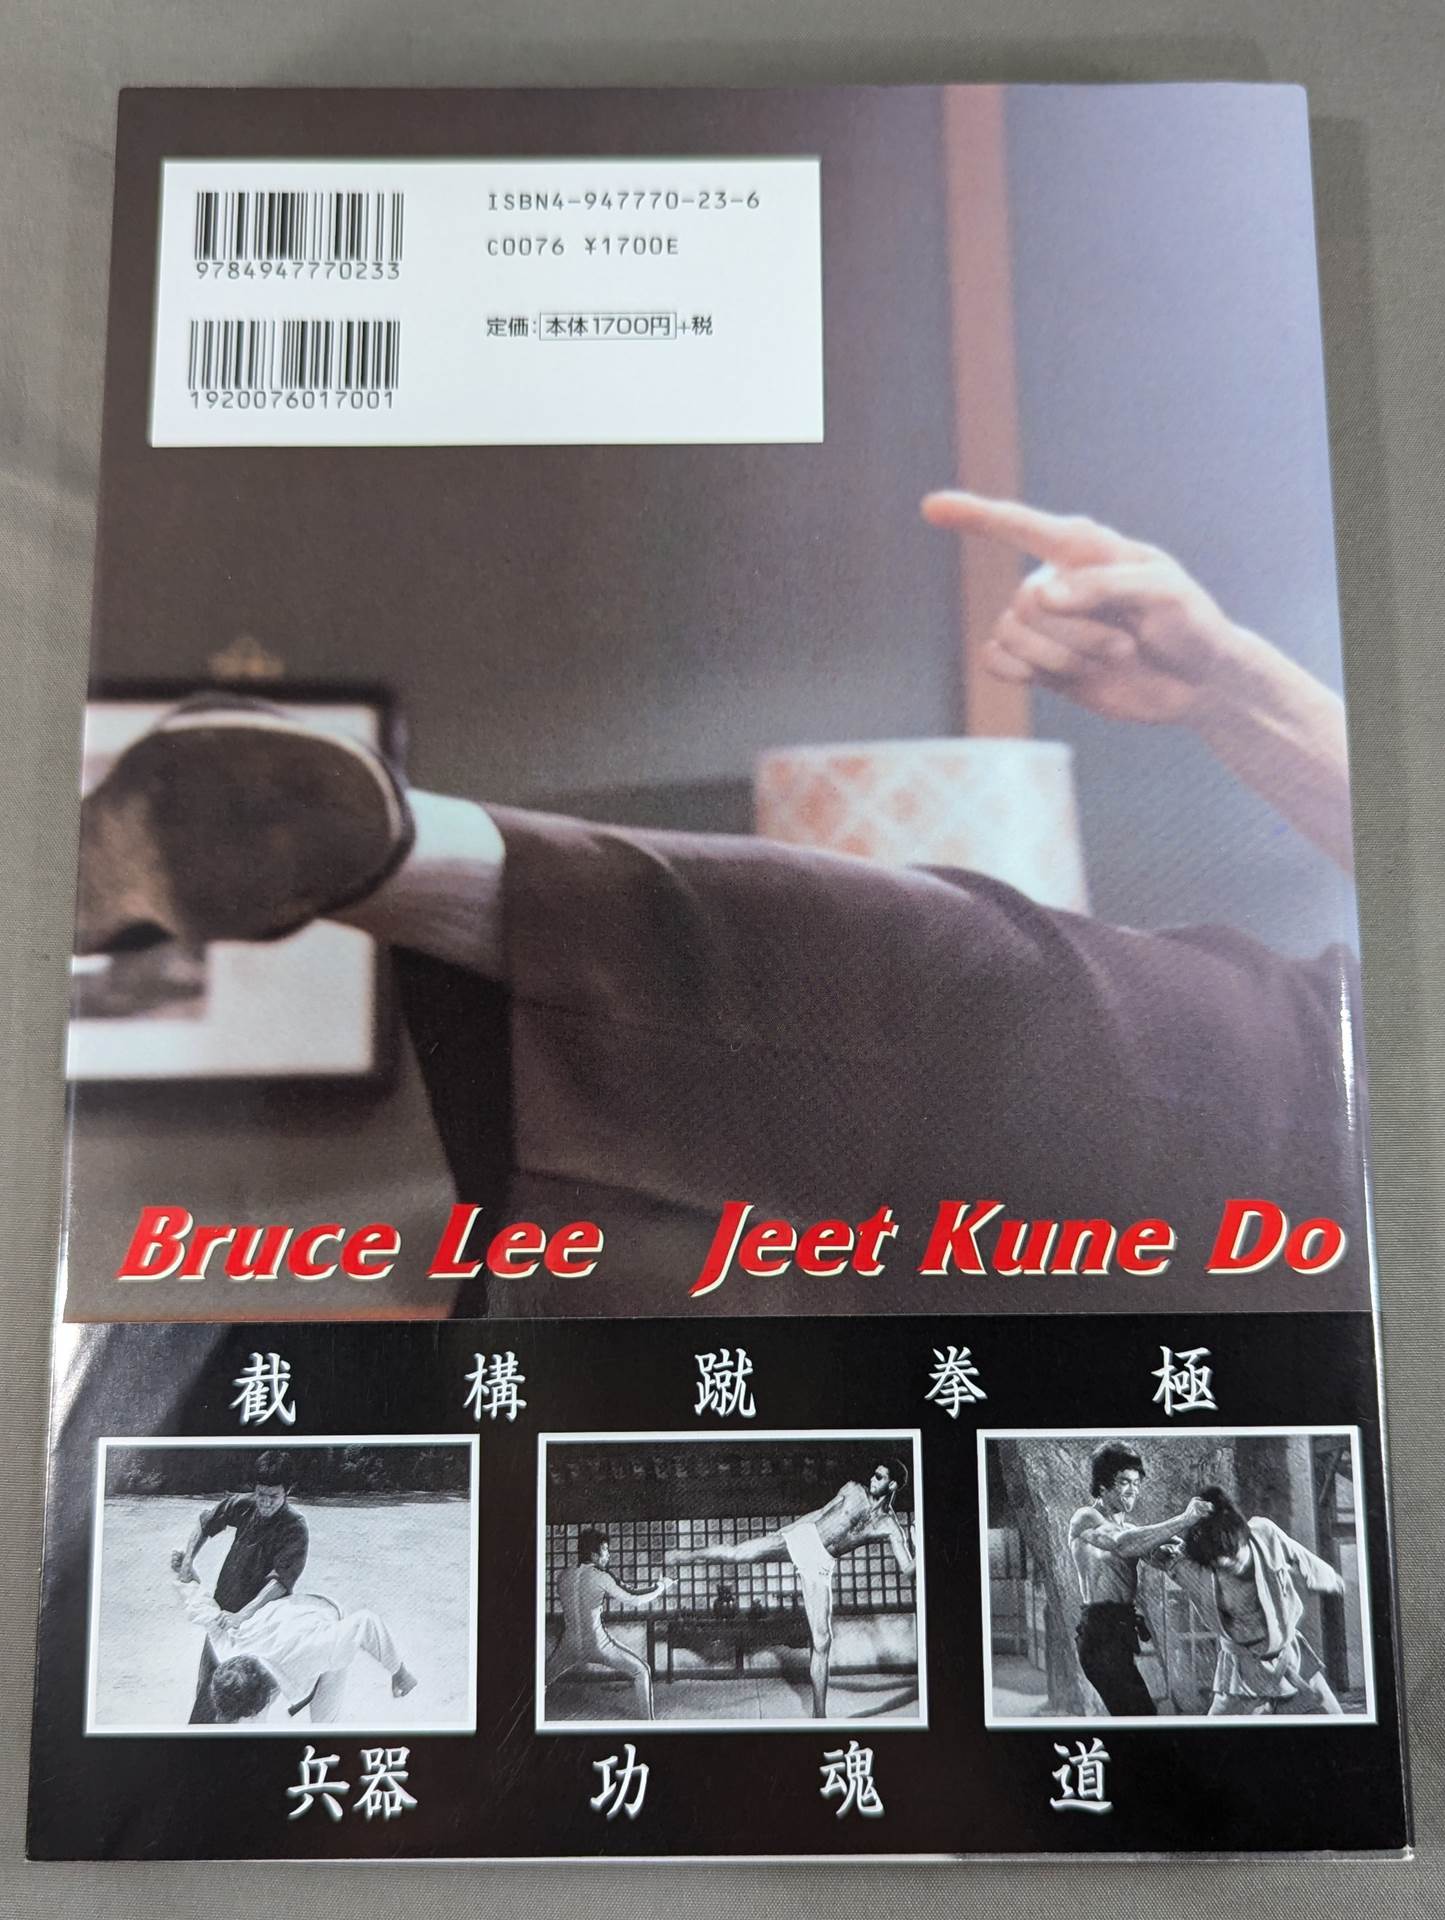 ISBN4-947770-23-6
C0076 ¥1700E
9784947770233
定価:本体1700円+税
1920076017001
Bruce Lee Jeet Kune Do
截 構 蹴 拳 極
兵器 功 魂 道